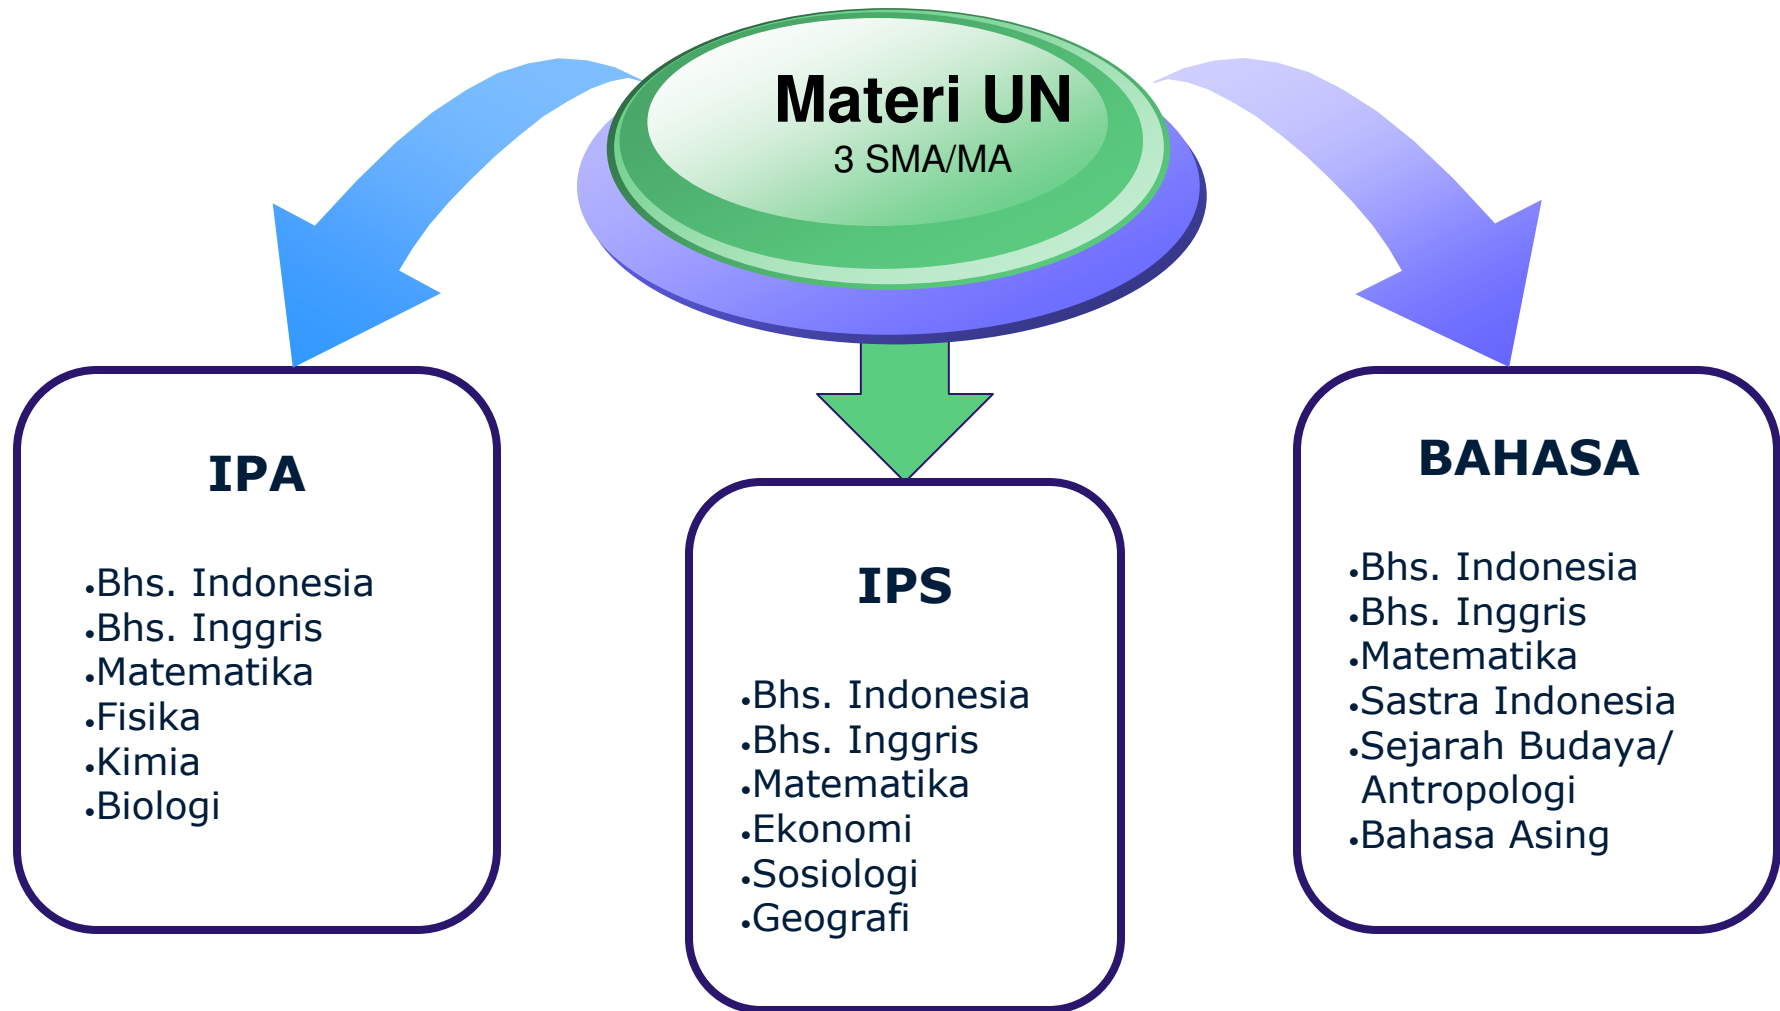 Materi UN
3 SMA/MA
IPA
•Bhs. Indonesia
•Bhs. Inggris
•Matematika
•Fisika
•Kimia
•Biologi
IPS
•Bhs. Indonesia
•Bhs. Inggris
•Matematika
•Ekonomi
•Sosiologi
•Geografi
BAHASA
•Bhs. Indonesia
•Bhs. Inggris
•Matematika
•Sastra Indonesia
•Sejarah Budaya/
Antropologi
•Bahasa Asing